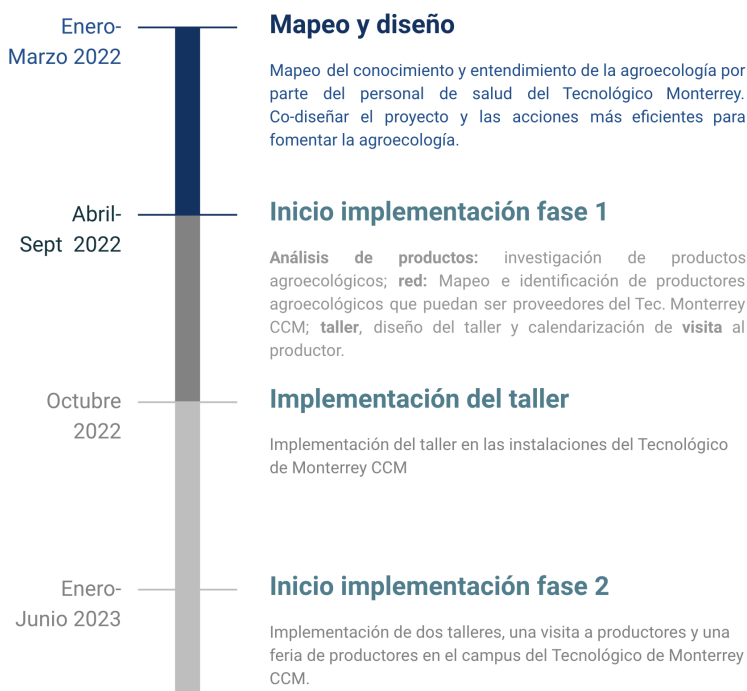 Enero-
Marzo 2022
Mapeo y diseño
Mapeo del conocimiento y entendimiento de la agroecología por
parte del personal de salud del Tecnológico Monterrey.
Co-diseñar el proyecto y las acciones más eficientes para
fomentar la agroecología.
Abril-
Sept 2022
Inicio implementación fase 1
Análisis de productos: investigación de productos
agroecológicos; red: Mapeo e identificación de productores
agroecológicos que puedan ser proveedores del Tec. Monterrey
CCM; taller, diseño del taller y calendarización de visita al
productor.
Octubre
2022
Implementación del taller
Implementación del taller en las instalaciones del Tecnológico
de Monterrey CCM
Enero-
Junio 2023
Inicio implementación fase 2
Implementación de dos talleres, una visita a productores y una
feria de productores en el campus del Tecnológico de Monterrey
CCM.